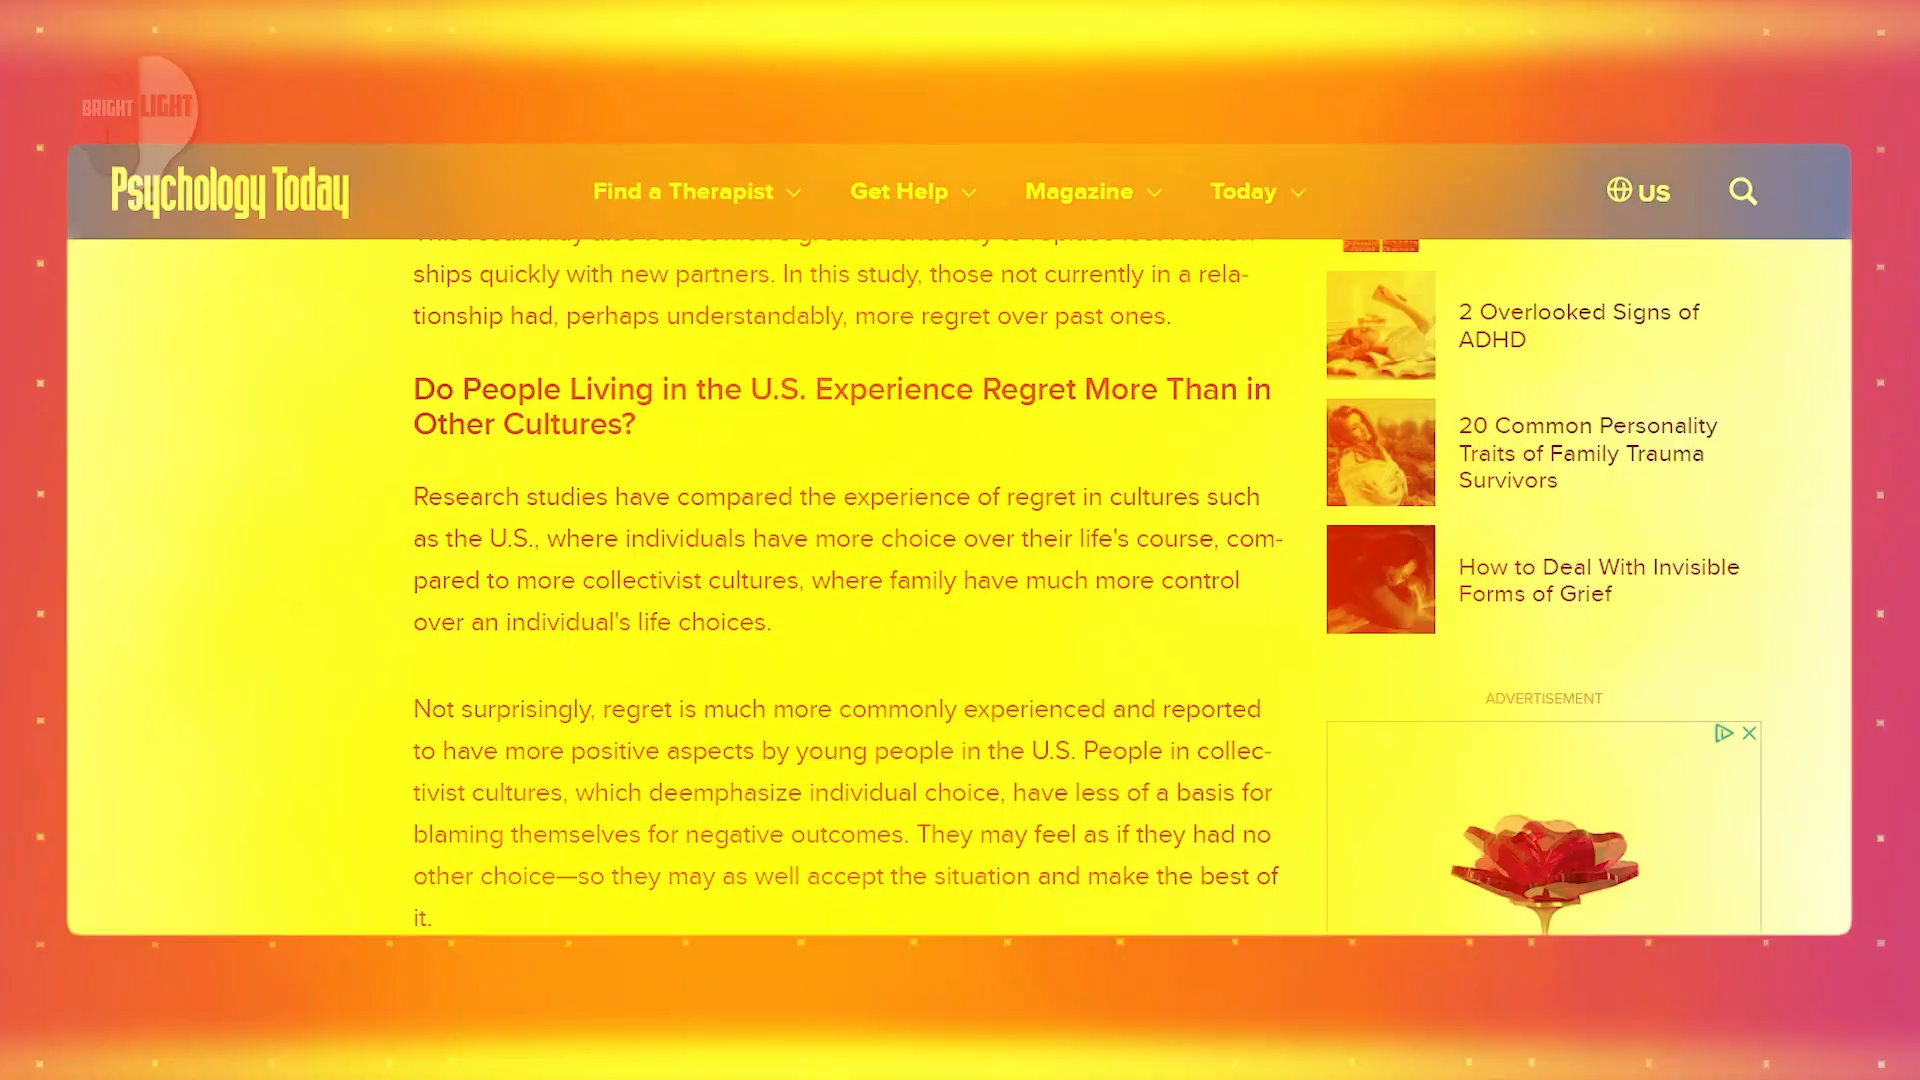 BRIGHT LIGHT
Psychology Today
Find a Therapist
Get Help
Magazine
Today
US
ships quickly with new partners. In this study, those not currently in a rela-
tionship had, perhaps understandably, more regret over past ones.
Do People Living in the U.S. Experience Regret More Than in
Other Cultures?
Research studies have compared the experience of regret in cultures such
as the U.S., where individuals have more choice over their life's course, com-
pared to more collectivist cultures, where family have much more control
over an individual's life choices.
Not surprisingly, regret is much more commonly experienced and reported
to have more positive aspects by young people in the U.S. People in collec-
tivist cultures, which deemphasize individual choice, have less of a basis for
blaming themselves for negative outcomes. They may feel as if they had no
other choice—so they may as well accept the situation and make the best of
it.
2 Overlooked Signs of
ADHD
20 Common Personality
Traits of Family Trauma
Survivors
How to Deal With Invisible
Forms of Grief
ADVERTISEMENT